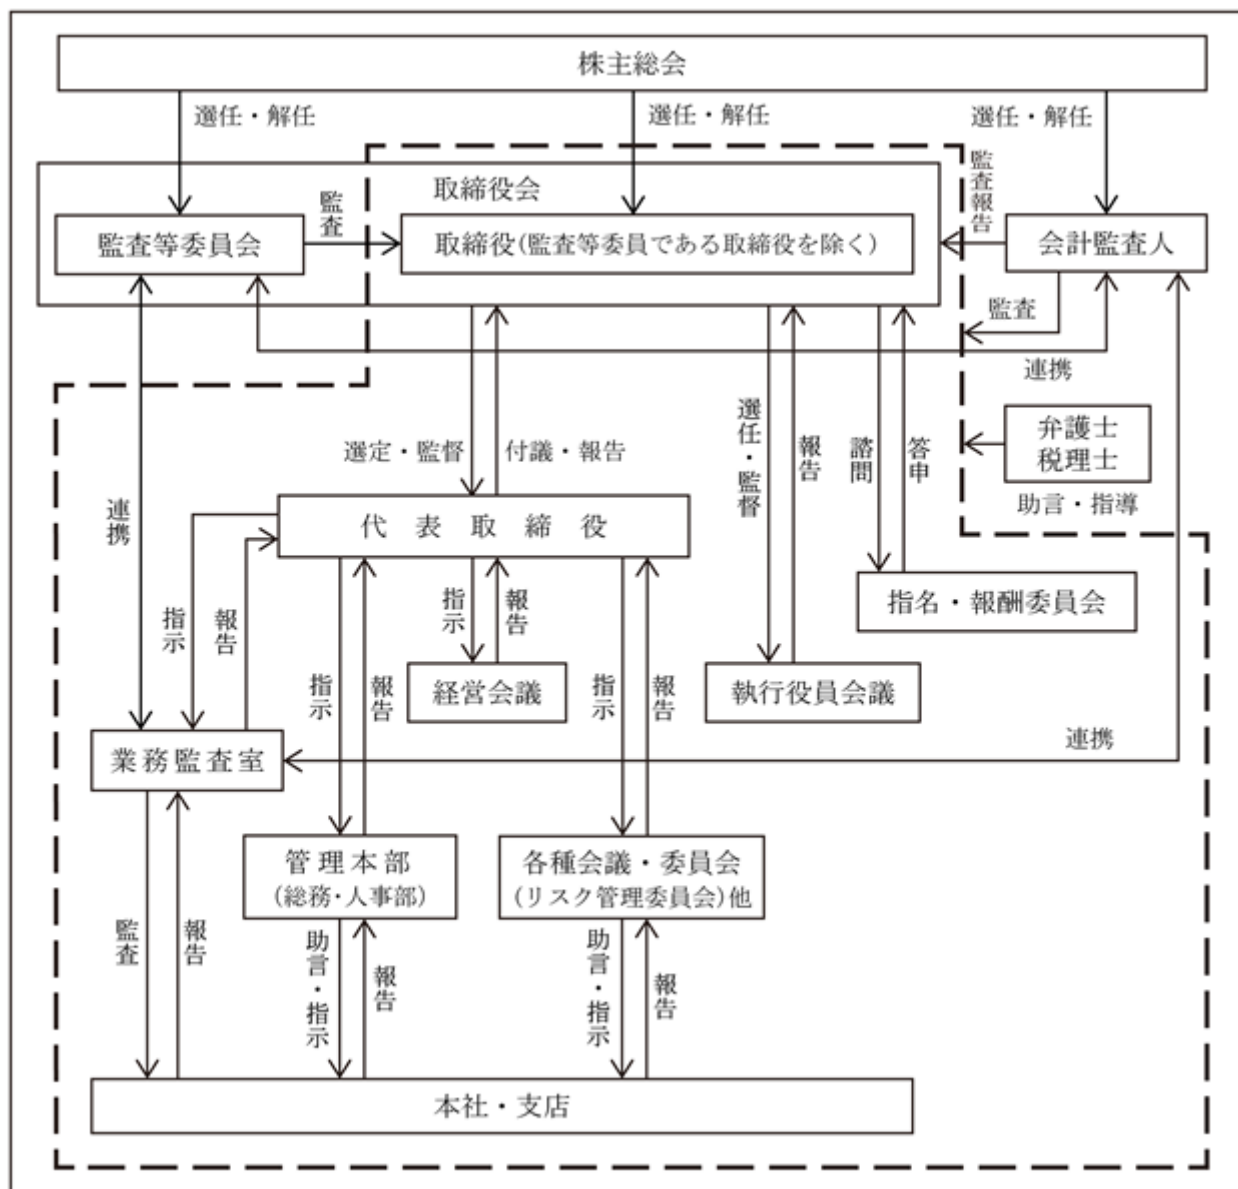 株主総会
選任・解任
選任・解任
選任・解任
取締役会
監査報告
監査等委員会
監査
取締役(監査等委員である取締役を除く)
会計監査人
監査
連携
弁護士
税理士
助言・指導
選定・監督
付議・報告
選任・監督
報告
諮問
答申
連携
代表取締役
指示
報告
指示
報告
指名・報酬委員会
指示
報告
経営会議
指示
報告
執行役員会議
業務監査室
連携
管理本部
(総務・人事部)
各種会議・委員会
(リスク管理委員会)他
監査
報告
助言・指示
報告
助言・指示
報告
本社・支店